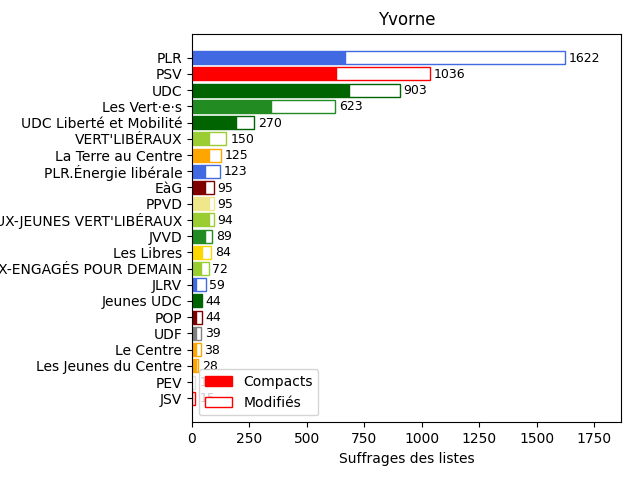 Yvorne
PLR 1622
PSV 1036
UDC 903
Les Vert·e·s 623
UDC Liberté et Mobilité 270
VERT'LIBÉRAUX 150
La Terre au Centre 125
PLR.Énergie libérale 123
EàG 95
PPVD 95
UX-JEUNES VERT'LIBÉRAUX 94
JVVD 89
Les Libres 84
X-ENGAGÉS POUR DEMAIN 72
JLRV 59
Jeunes UDC 44
POP 44
UDF 39
Le Centre 38
Les Jeunes du Centre 28
PEV
JSV
Compacts
Modifiés
0 250 500 750 1000 1250 1500 1750
Suffrages des listes